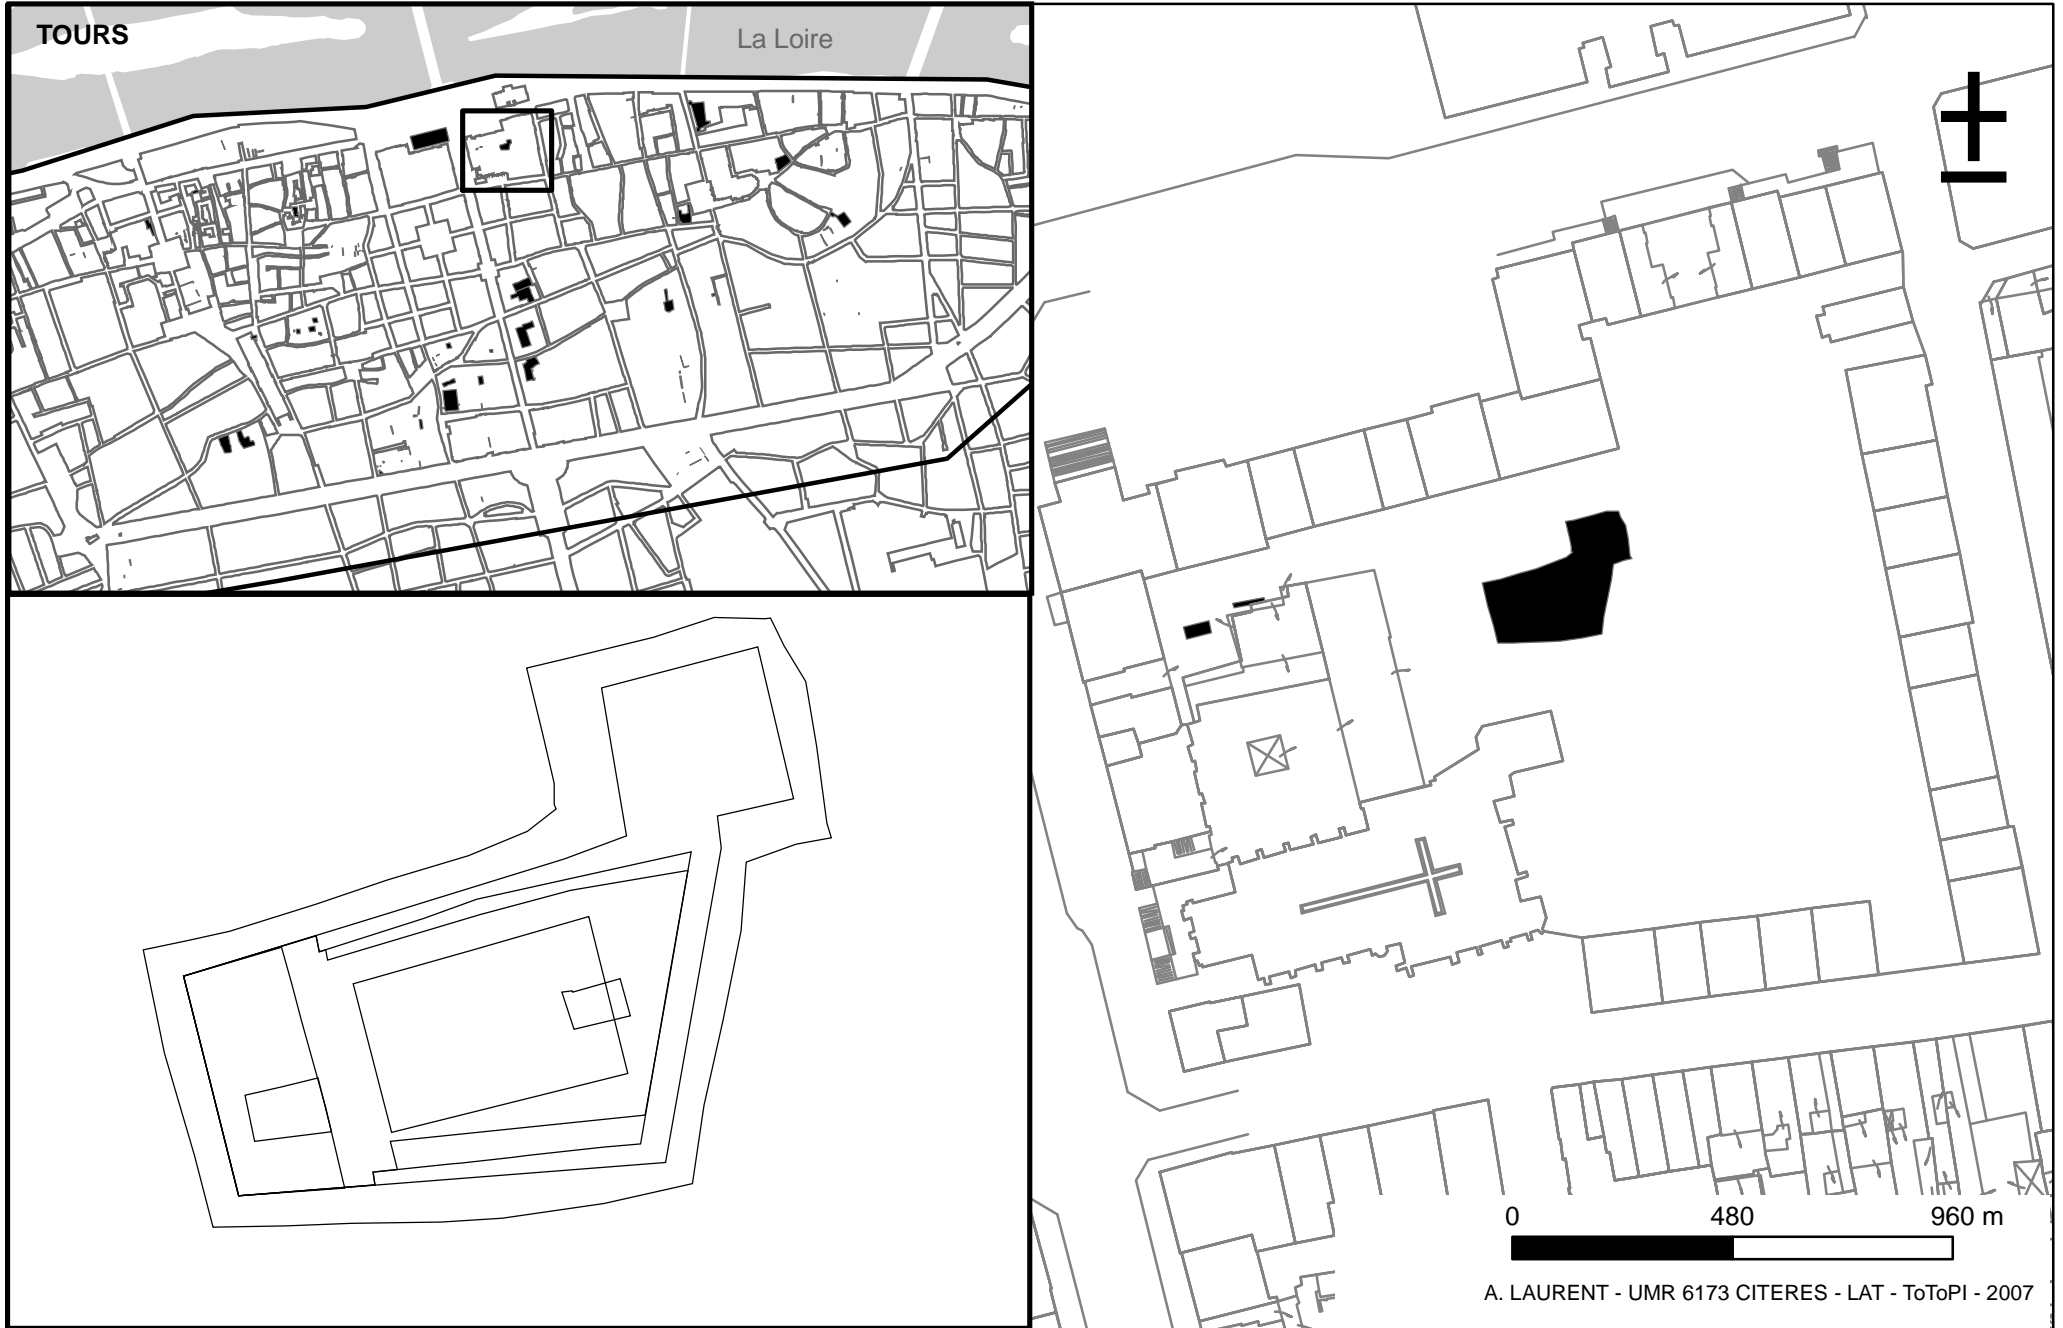 TOURS
La Loire
0 480 960 m
A. LAURENT - UMR 6173 CITERES - LAT - ToToPI - 2007